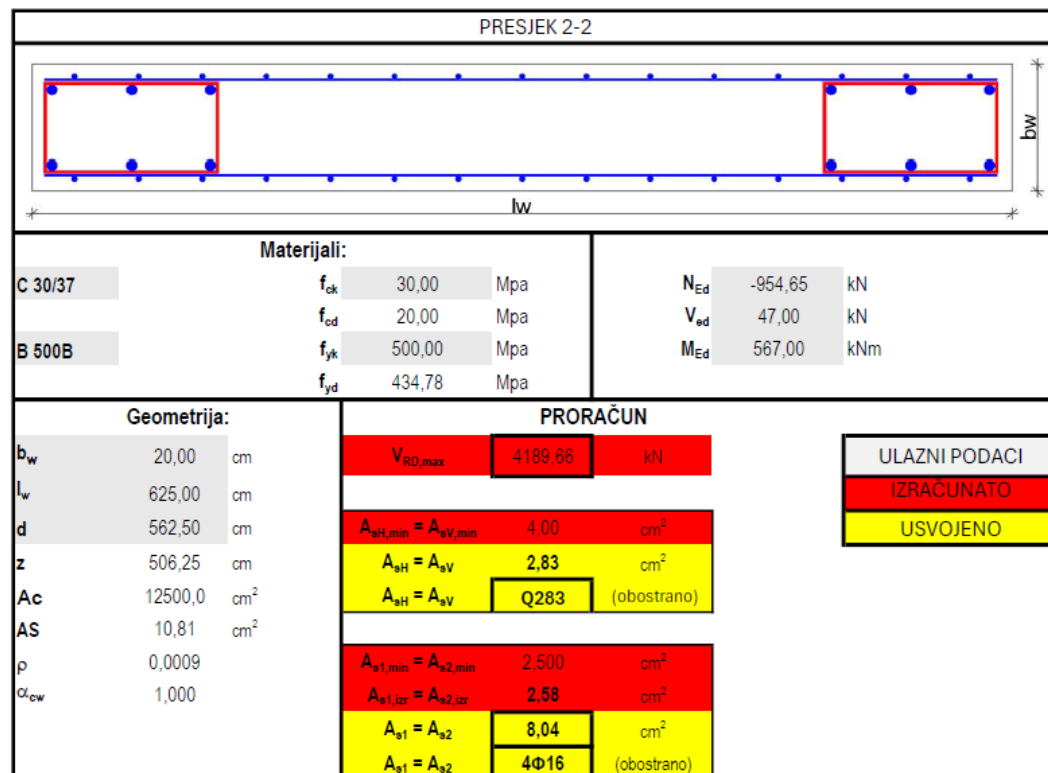 PRESJEK 2-2
bw
lw
Materijali:
C 30/37 fck 30,00 Mpa NEd -954,65 kN
fcd 20,00 Mpa Ved 47,00 kN
B 500B fyk 500,00 Mpa MEd 567,00 kNm
fyd 434,78 Mpa
Geometrija: PRORAČUN
bw 20,00 cm VRD,max 4189,66 kN ULAZNI PODACI
lw 625,00 cm IZRAČUNATO
d 562,50 cm AsH,min = AsV,min 4,00 cm² USVOJENO
z 506,25 cm AsH = AsV 2,83 cm²
Ac 12500,0 cm² AsH = AsV Q283 (obostrano)
AS 10,81 cm²
ρ 0,0009 As1,min = As2,min 2,500 cm²
αcw 1,000 As1,izr = As2,izr 2,58 cm²
As1 = As2 8,04 cm²
As1 = As2 4Φ16 (obostrano)